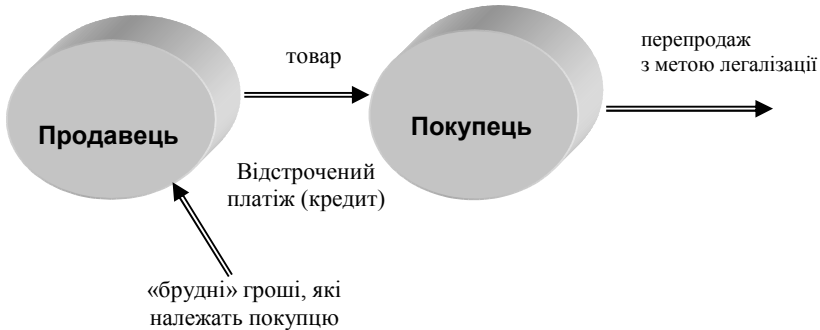 товар
перепродаж
з метою легалізації
Продавець
Покупець
Відстрочений
платіж (кредит)
«брудні» гроші, які
належать покупцю